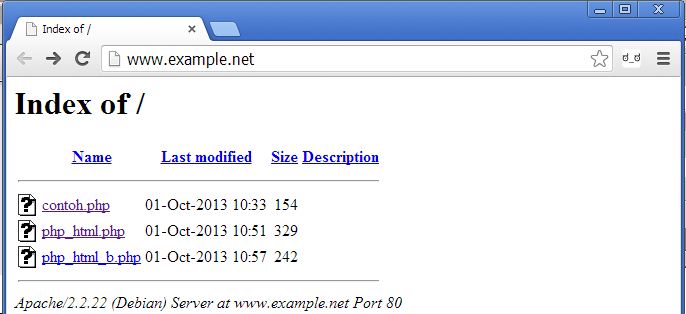 Index of /
www.example.net
Index of /
Name Last modified Size Description
contoh.php 01-Oct-2013 10:33 154
php_html.php 01-Oct-2013 10:51 329
php_html_b.php 01-Oct-2013 10:57 242
Apache/2.2.22 (Debian) Server at www.example.net Port 80